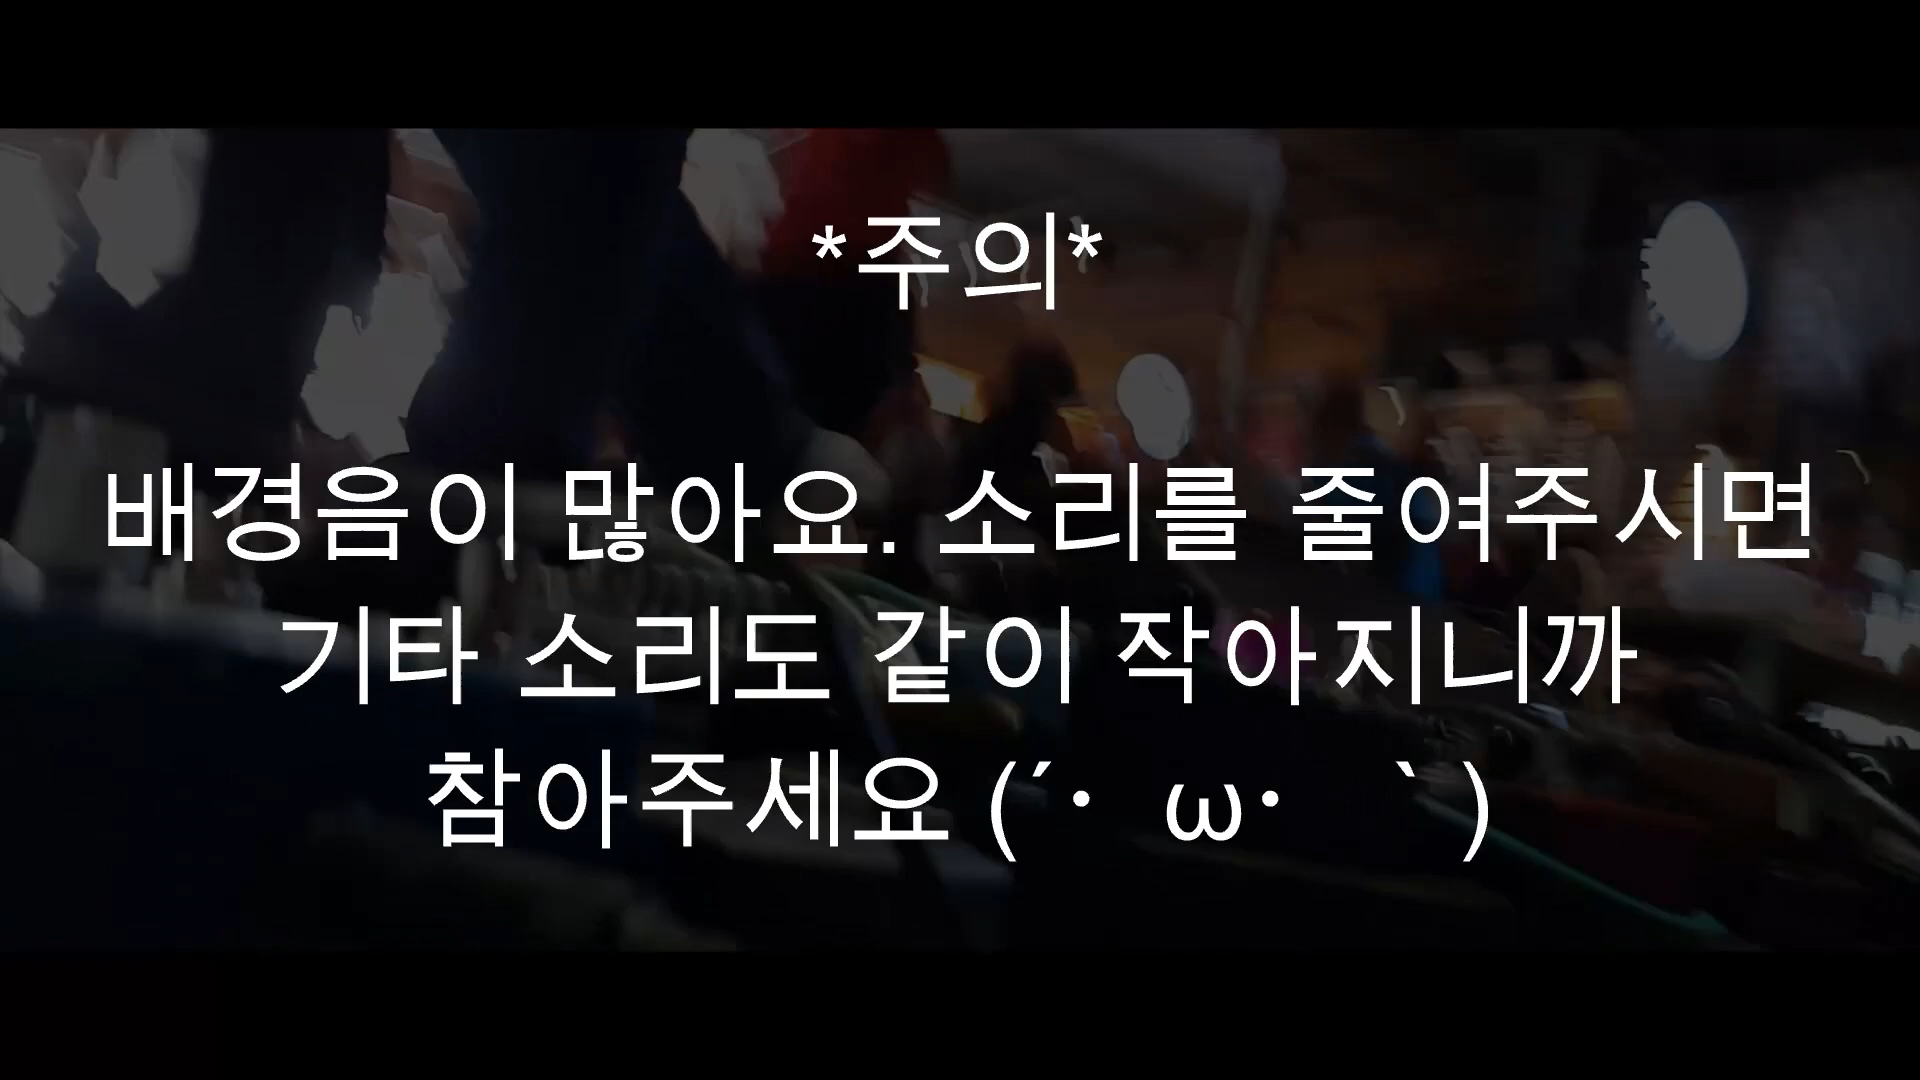 *주의*
배경음이 많아요. 소리를 줄여주시면
기타 소리도 같이 작아지니까
참아주세요 (´・ω・｀)